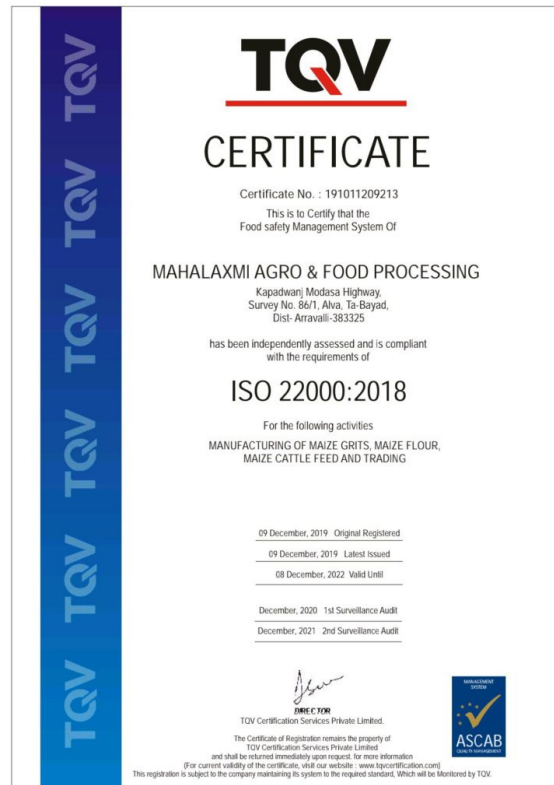 TQV
CERTIFICATE
Certificate No. : 191011209213
This is to Certify that the
Food safety Management System Of
MAHALAXMI AGRO & FOOD PROCESSING
Kapadwanj Modasa Highway,
Survey No. 86/1, Alva, Ta-Bayad,
Dist- Arravalli-383325
has been independently assessed and is compliant
with the requirements of
ISO 22000:2018
For the following activities
MANUFACTURING OF MAIZE GRITS, MAIZE FLOUR,
MAIZE CATTLE FEED AND TRADING
09 December, 2019 Original Registered
09 December, 2019 Latest Issued
08 December, 2022 Valid Until
December, 2020 1st Surveillance Audit
December, 2021 2nd Surveillance Audit
DIRECTOR
TQV Certification Services Private Limited.
The Certificate of Registration remains the property of
TQV Certification Services Private Limited
and shall be returned immediately upon request. for more information
(For current validity of the certificate, visit our website : www.tqvcertification.com)
This registration is subject to the company maintaining its system to the required standard, Which will be Monitored by TQV.
MANAGEMENT
SYSTEM
ASCAB
QUALITY MANAGEMENT
TQV
TQV
TQV
TQV
TQV
TQV